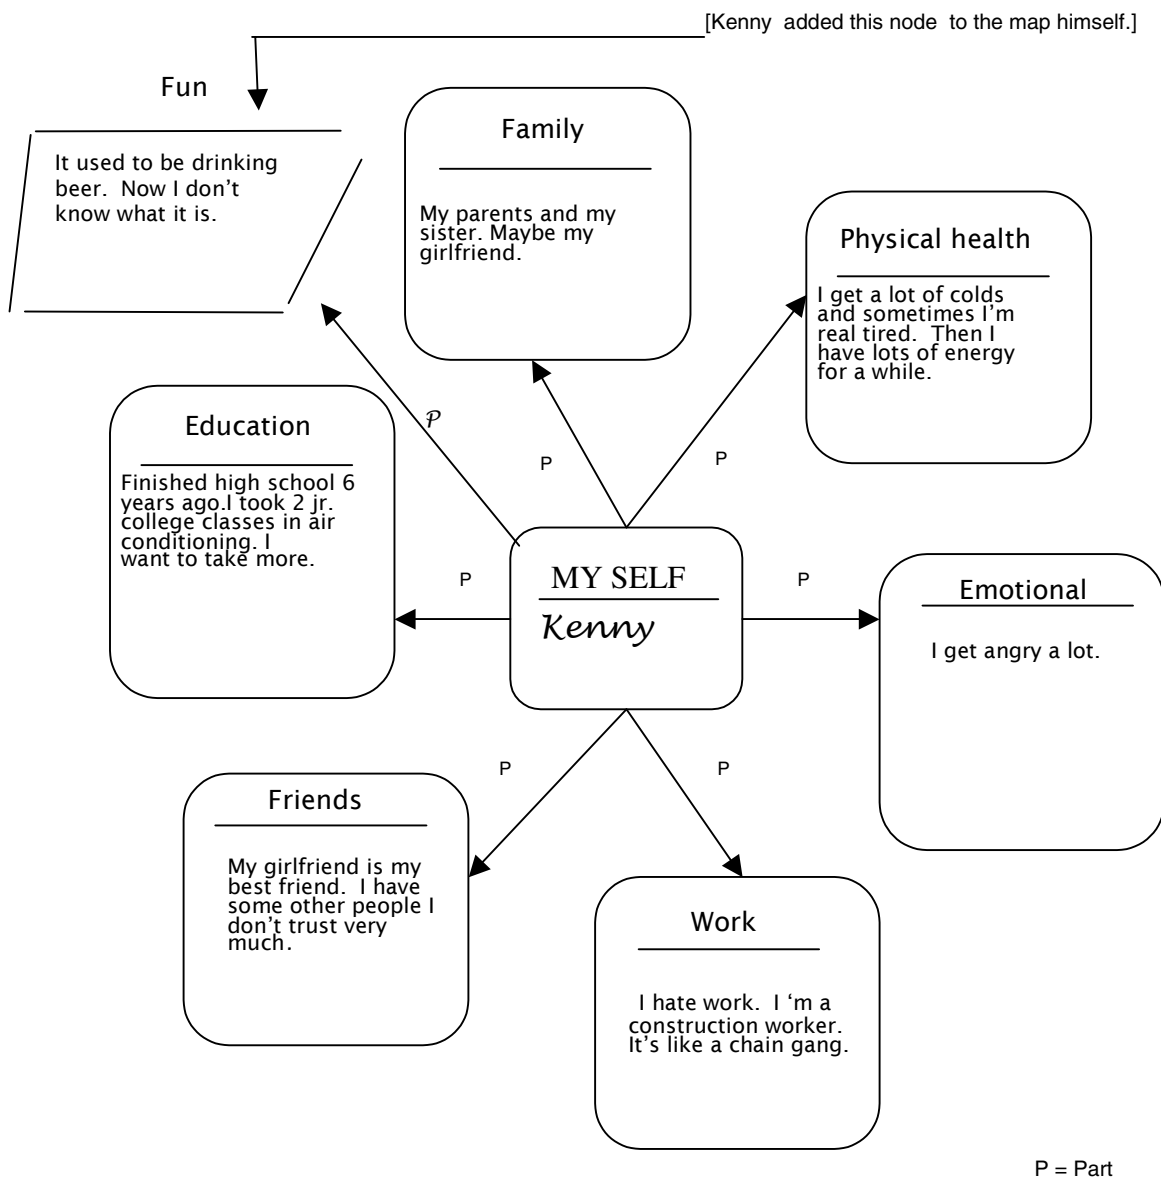 [Kenny  added this node  to the map himself.]
Fun
It used to be drinking
beer.  Now I don’t
know what it is.
Family
My parents and my
sister. Maybe my
girlfriend.
Physical health
I get a lot of colds
and sometimes I’m
real tired.  Then I
have lots of energy
for a while.
Education
Finished high school 6
years ago.I took 2 jr.
college classes in air
conditioning. I
want to take more.
P
P
P
P
MY SELF
Kenny
P
Emotional
I get angry a lot.
P
P
Friends
My girlfriend is my
best friend.  I have
some other people I
don’t trust very
much.
Work
I hate work.  I ‘m a
construction worker.
It’s like a chain gang.
P = Part